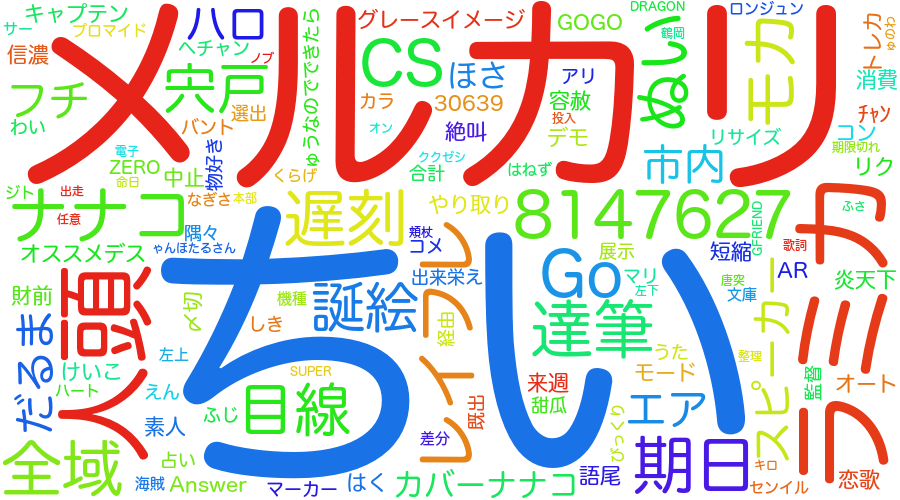 キャプテン
サー
ブロマイド
信濃
フチ
わい
メルカリ
ハロ
ヘチャン
ノブ
宍戸
選出
バント
物好き
電子
ZERO
命日
中止
なぎさ
本部
くらげ
ゅうなのでできたら
グレースイメージ
CS
ほさ
カラ
30639
オン
絶叫
ククゼシ
合計
はねず
GOGO
アリ
容赦
投入
デモ
DRAGON
鶴岡
ぬい
市内
ロンジュン
モカ
リサイズ
トレカ
ゅのわ
消費
チャン
コン
期限切れ
リク
ジト
出走
任意
ナナコ
オススメデス
隅々
ゃんほたるさん
遅刻
やり取り
頬杖
コメ
8147627
出来栄え
展示
マリ
左下
短縮
GFRIEND
歌詞
AR
唐突
文庫
ふさ
炎天下
財前
人頭
〆切
機種
誕絵
しき
経由
レイフレ
Go
達筆
ちいかわ
だるま
左上
けいこ
ハート
えん
素人
SUPER
ふじ
目線
差分
既出
来週
甜瓜
うた
モード
整理
スピーカー
監督
オート
ラミカ
エア
びっくり
全域
占い
海賊
Answer
マーカー
はく
カバーナナコ
語尾
期日
キロ
センイル
恋歌